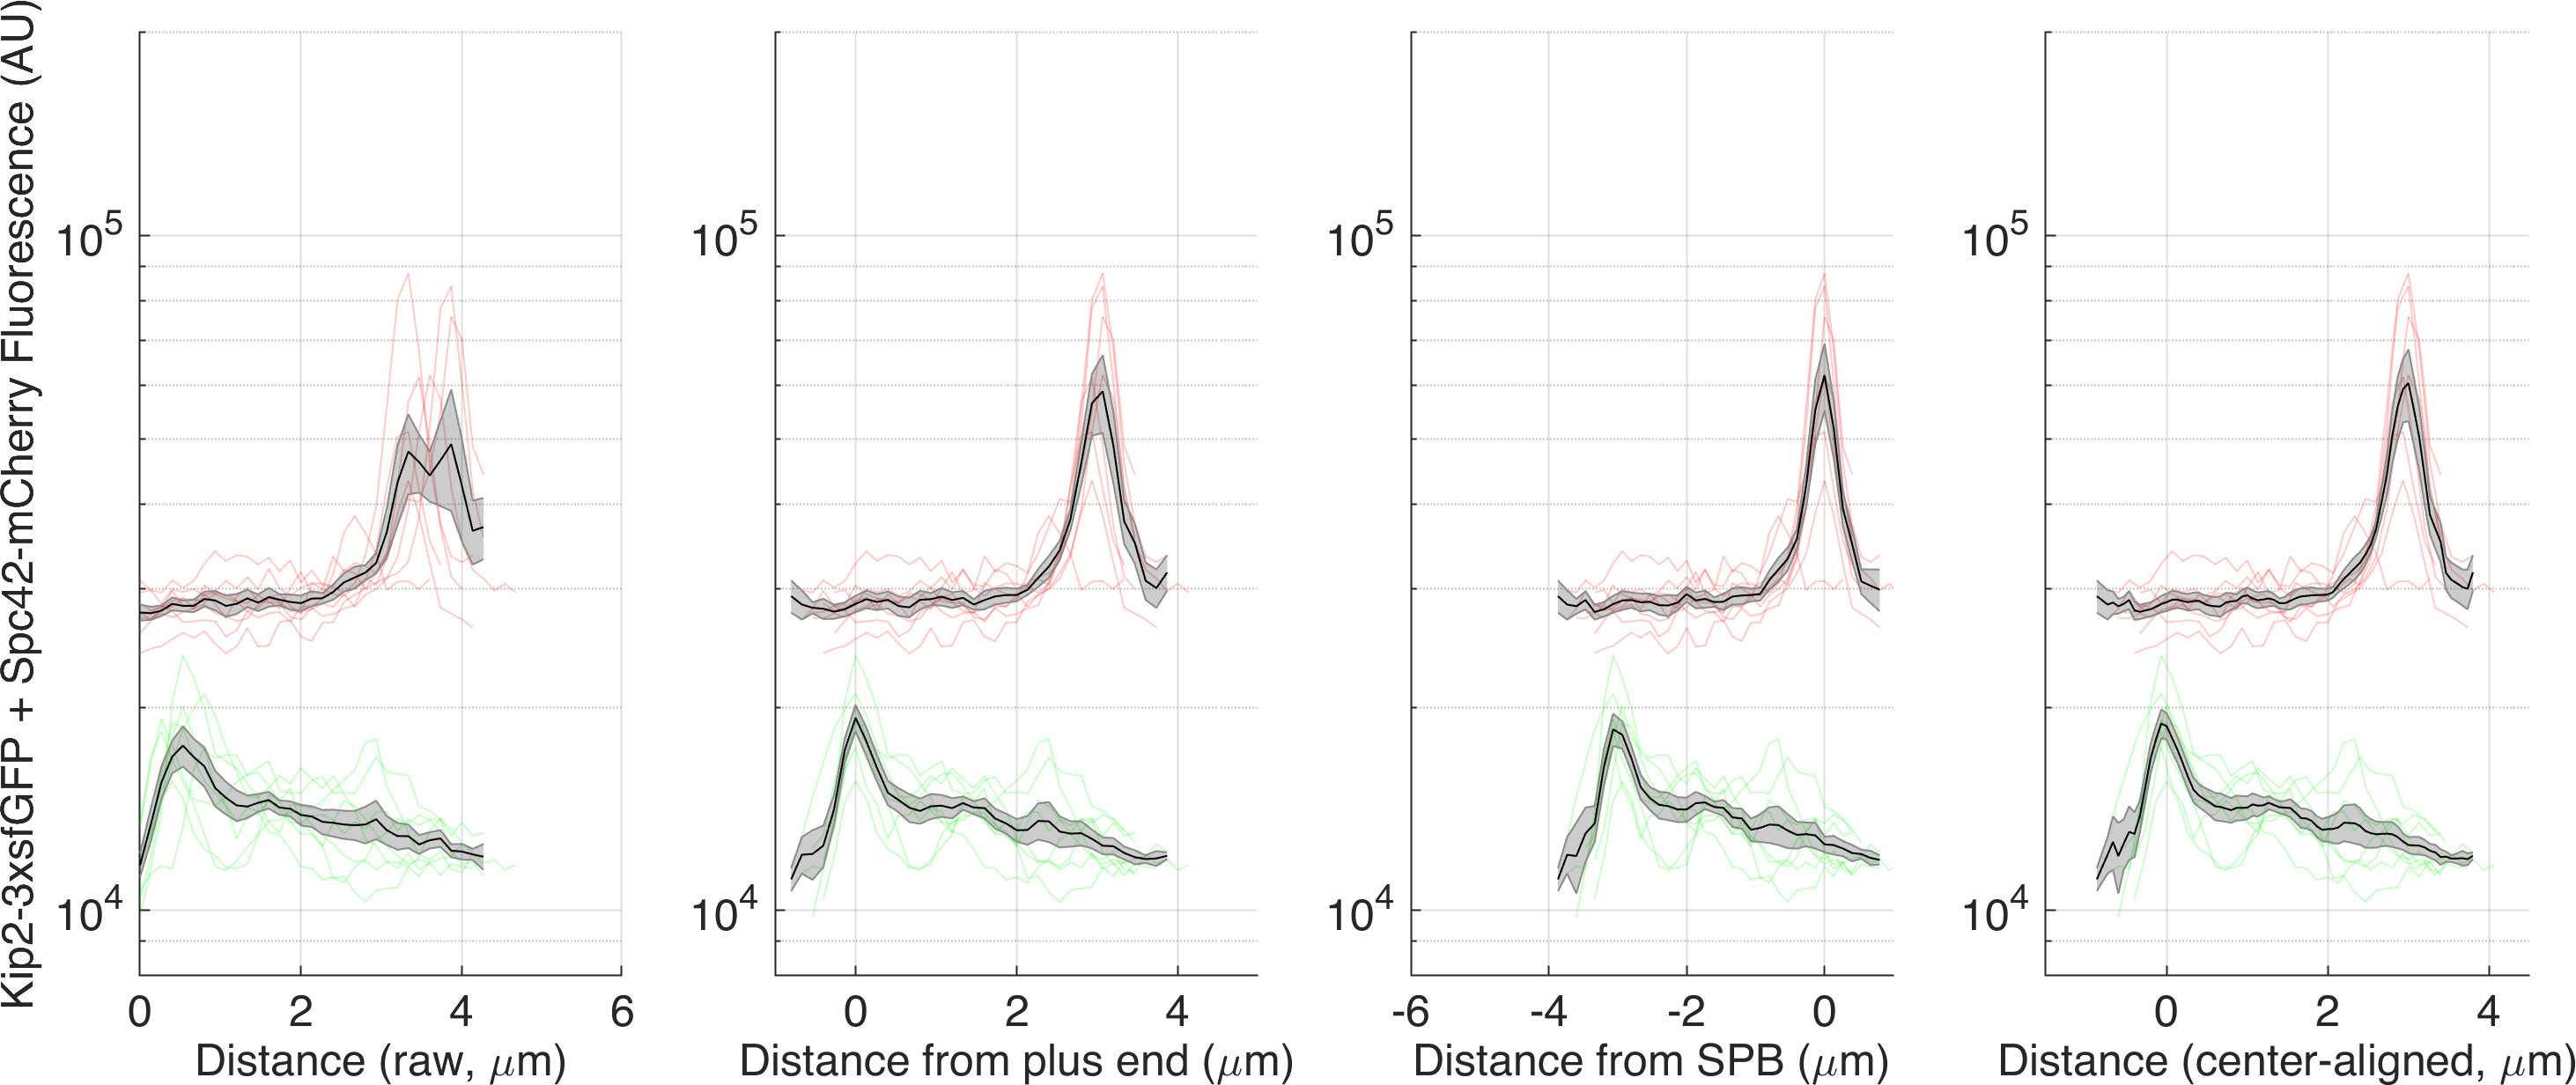 Kip2-3xsfGFP + Spc42-mCherry Fluorescence (AU)
10^5
10^4
0 2 4 6
Distance (raw, μm)
10^5
10^4
0 2 4
Distance from plus end (μm)
10^5
10^4
-6 -4 -2 0
Distance from SPB (μm)
10^5
10^4
0 2 4
Distance (center-aligned, μm)